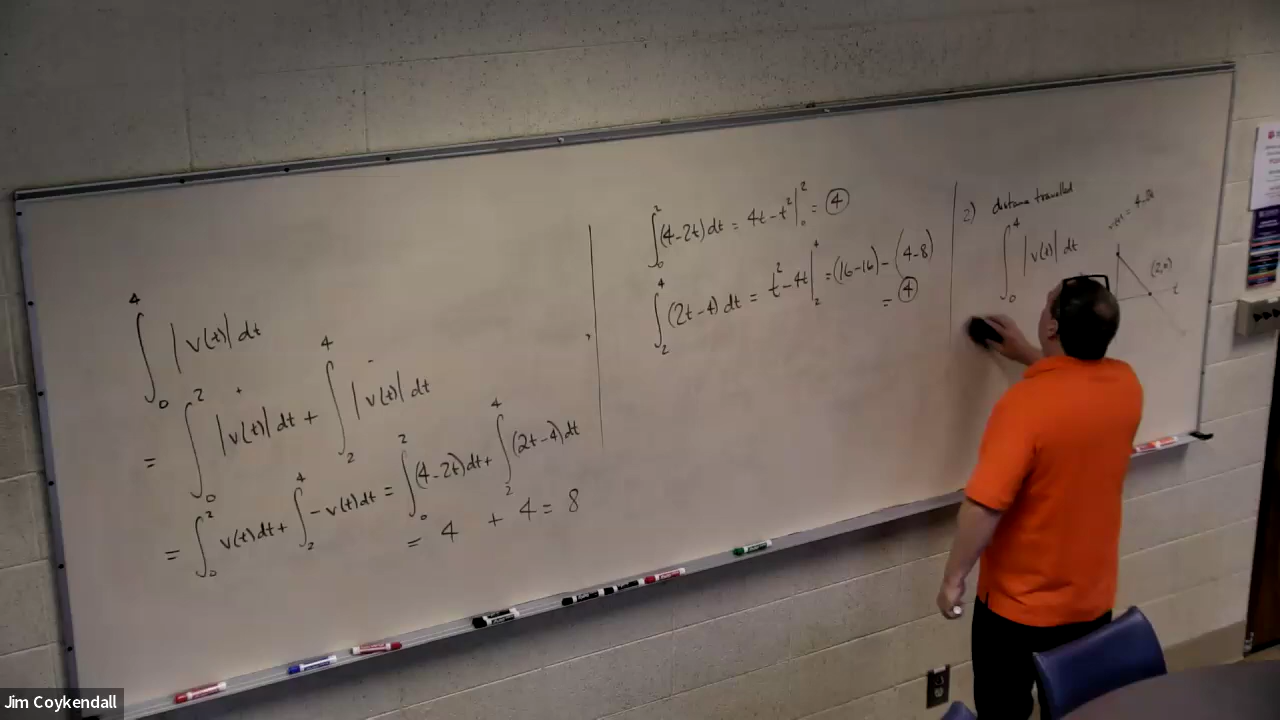 ∫₀⁴ |v(t)| dt
= ∫₀² |v(t)| dt + ∫₂⁴ |v(t)| dt
= ∫₀² v(t) dt + ∫₂⁴ -v(t) dt = ∫₀² (4-2t) dt + ∫₂⁴ (2t-4) dt
= 4 + 4 = 8
∫₀² (4-2t) dt = 4t - t² |₀² = 4
∫₂⁴ (2t-4) dt = t² - 4t |₂⁴ = (16-16) - (4-8)
= 4
2) distance travelled
∫₀⁴ |v(t)| dt
v(t) = 4-2t
(2,0)
t
Jim Coykendall